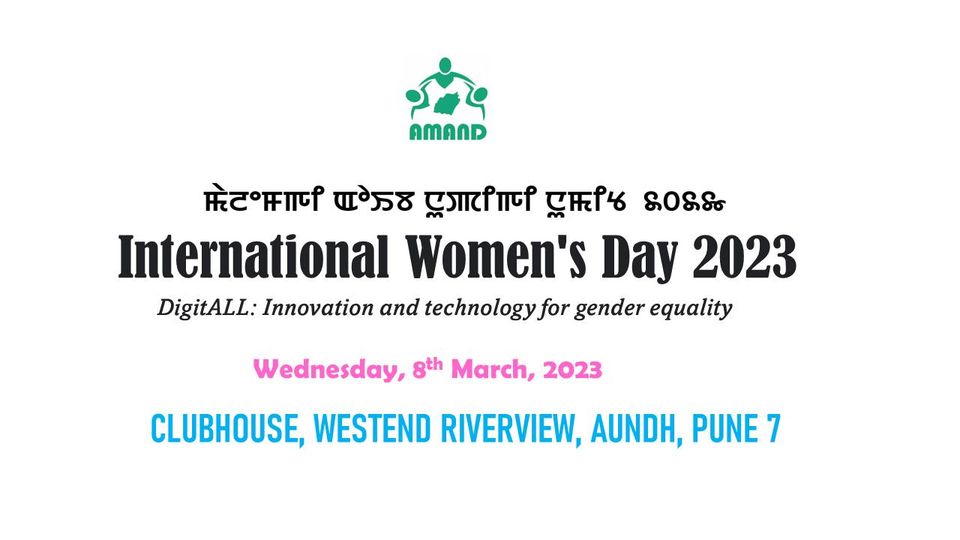 ꯅꯨꯄꯤꯒꯤ ꯅꯨꯃꯤꯠ ꯲꯰꯲꯳
AMAND
International Women's Day 2023
DigitALL: Innovation and technology for gender equality
Wednesday, 8th March, 2023
CLUBHOUSE, WESTEND RIVERVIEW, AUNDH, PUNE 7